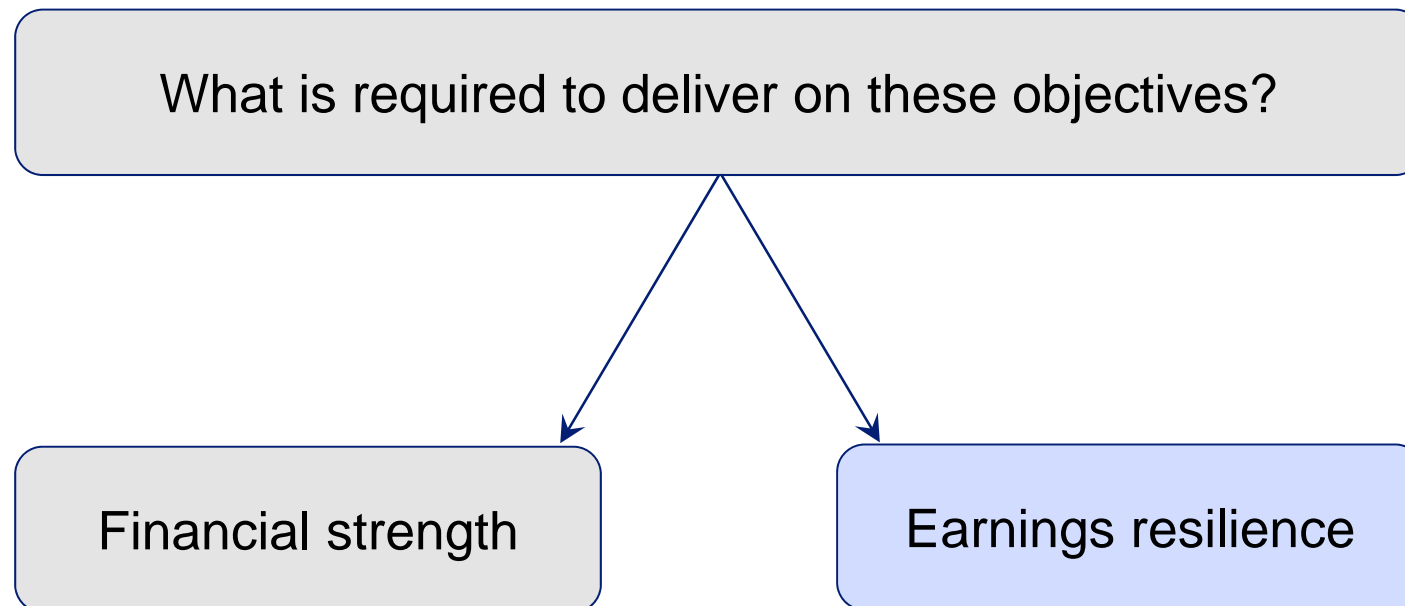 What is required to deliver on these objectives?
Financial strength
Earnings resilience